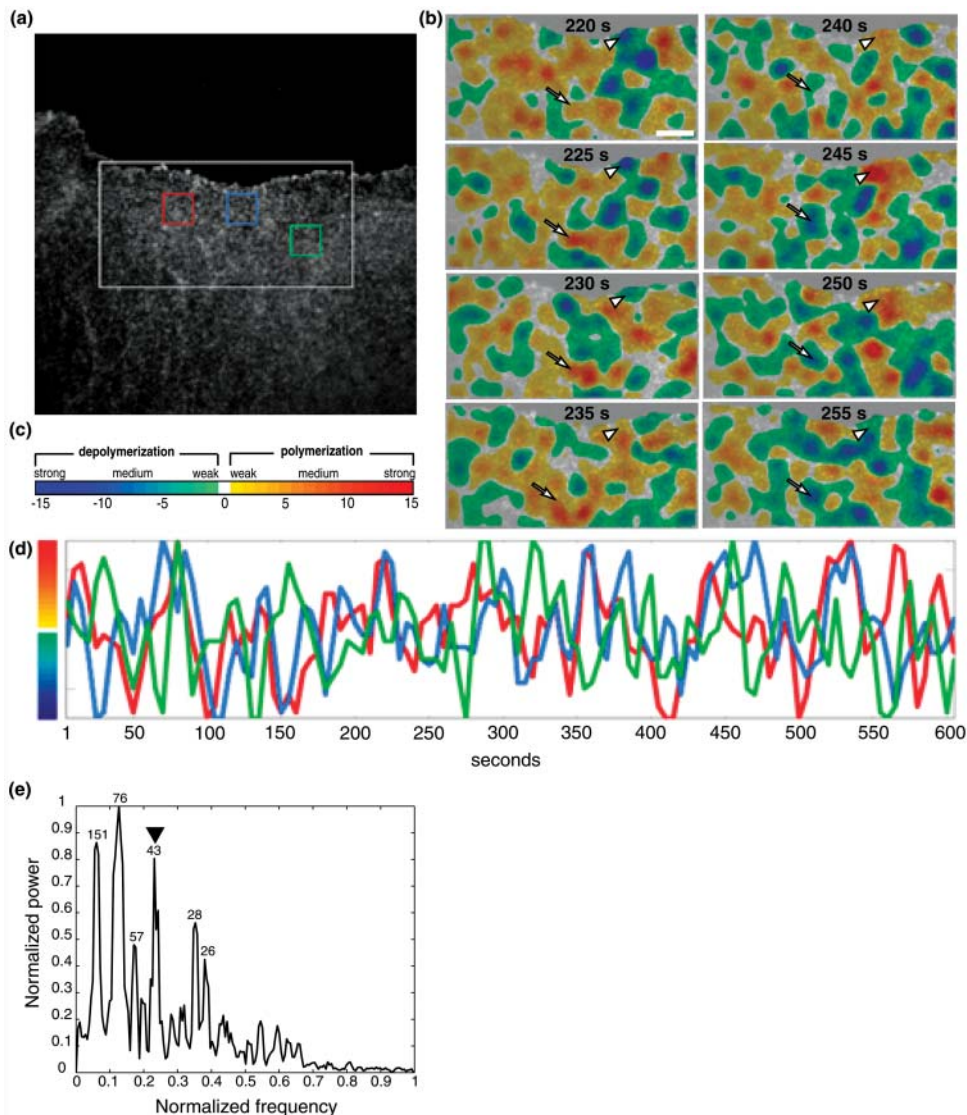 (a)
(b)
220 s
240 s
225 s
245 s
230 s
250 s
235 s
255 s
(c)
depolymerization polymerization
strong medium weak weak medium strong
-15 -10 -5 0 5 10 15
(d)
1 50 100 150 200 250 300 350 400 450 500 550 600
seconds
(e)
Normalized power
1
0.9
0.8
0.7
0.6
0.5
0.4
0.3
0.2
0.1
0
76
151
43
57
28
26
0 0.1 0.2 0.3 0.4 0.5 0.6 0.7 0.8 0.9 1
Normalized frequency